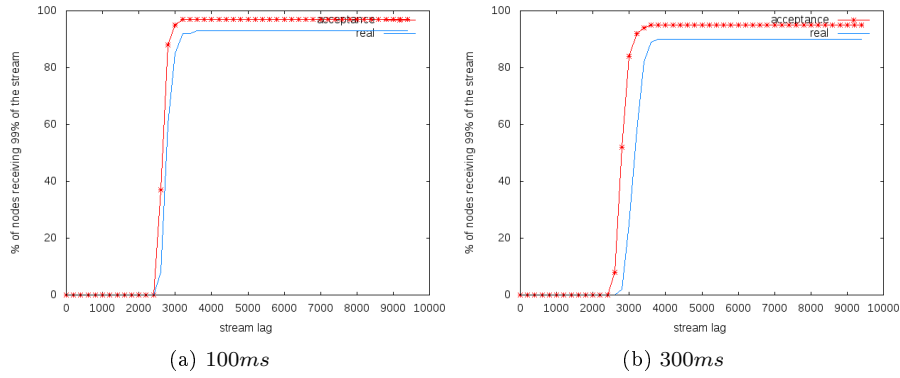 acceptance
real
% of nodes receiving 99% of the stream
100
80
60
40
20
0
0 1000 2000 3000 4000 5000 6000 7000 8000 9000 10000
stream lag
(a) 100ms
acceptance
real
% of nodes receiving 99% of the stream
100
80
60
40
20
0
0 1000 2000 3000 4000 5000 6000 7000 8000 9000 10000
stream lag
(b) 300ms